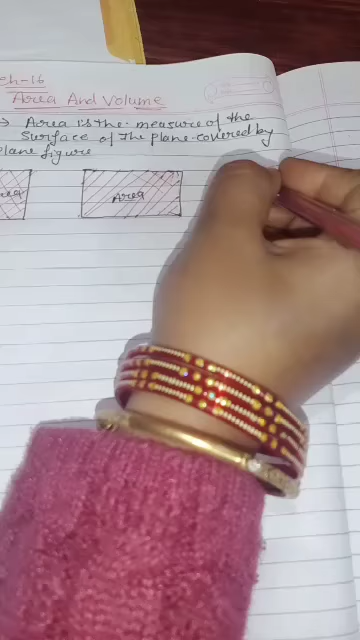 ch-16
Area And Volume
→ Area is the measure of the
surface of The plane covered by
plane figure
Area